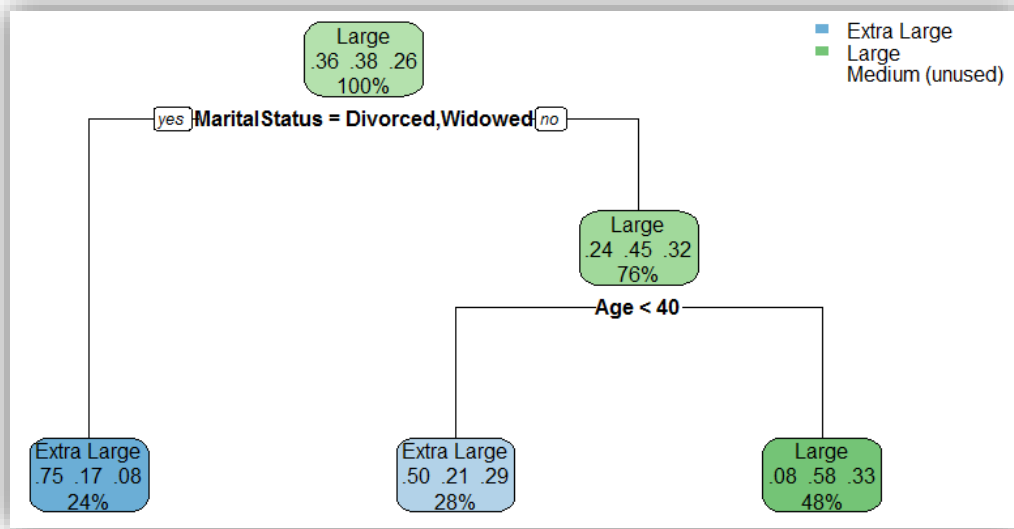 Large
.36 .38 .26
100%
Extra Large
Large
Medium (unused)
yes MaritalStatus = Divorced,Widowed no
Large
.24 .45 .32
76%
Age < 40
Extra Large
.75 .17 .08
24%
Extra Large
.50 .21 .29
28%
Large
.08 .58 .33
48%